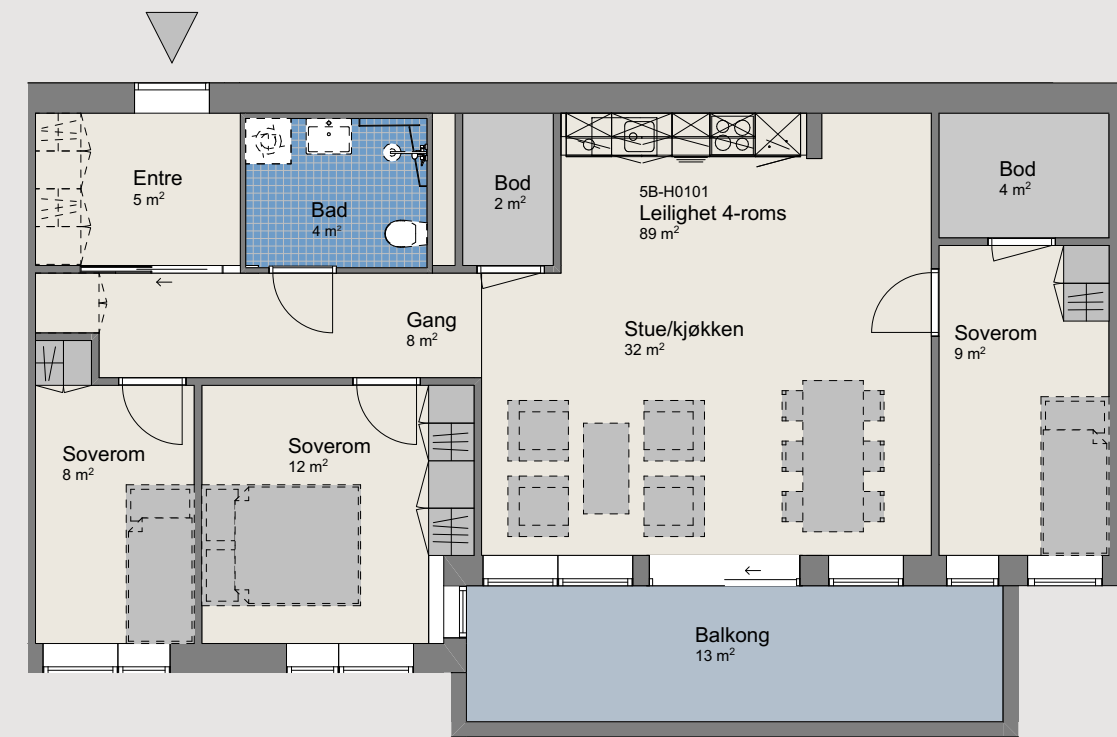 Entre
5 m²
Bad
4 m²
Bod
2 m²
5B-H0101
Leilighet 4-roms
89 m²
Bod
4 m²
Gang
8 m²
Stue/kjøkken
32 m²
Soverom
9 m²
Soverom
8 m²
Soverom
12 m²
Balkong
13 m²